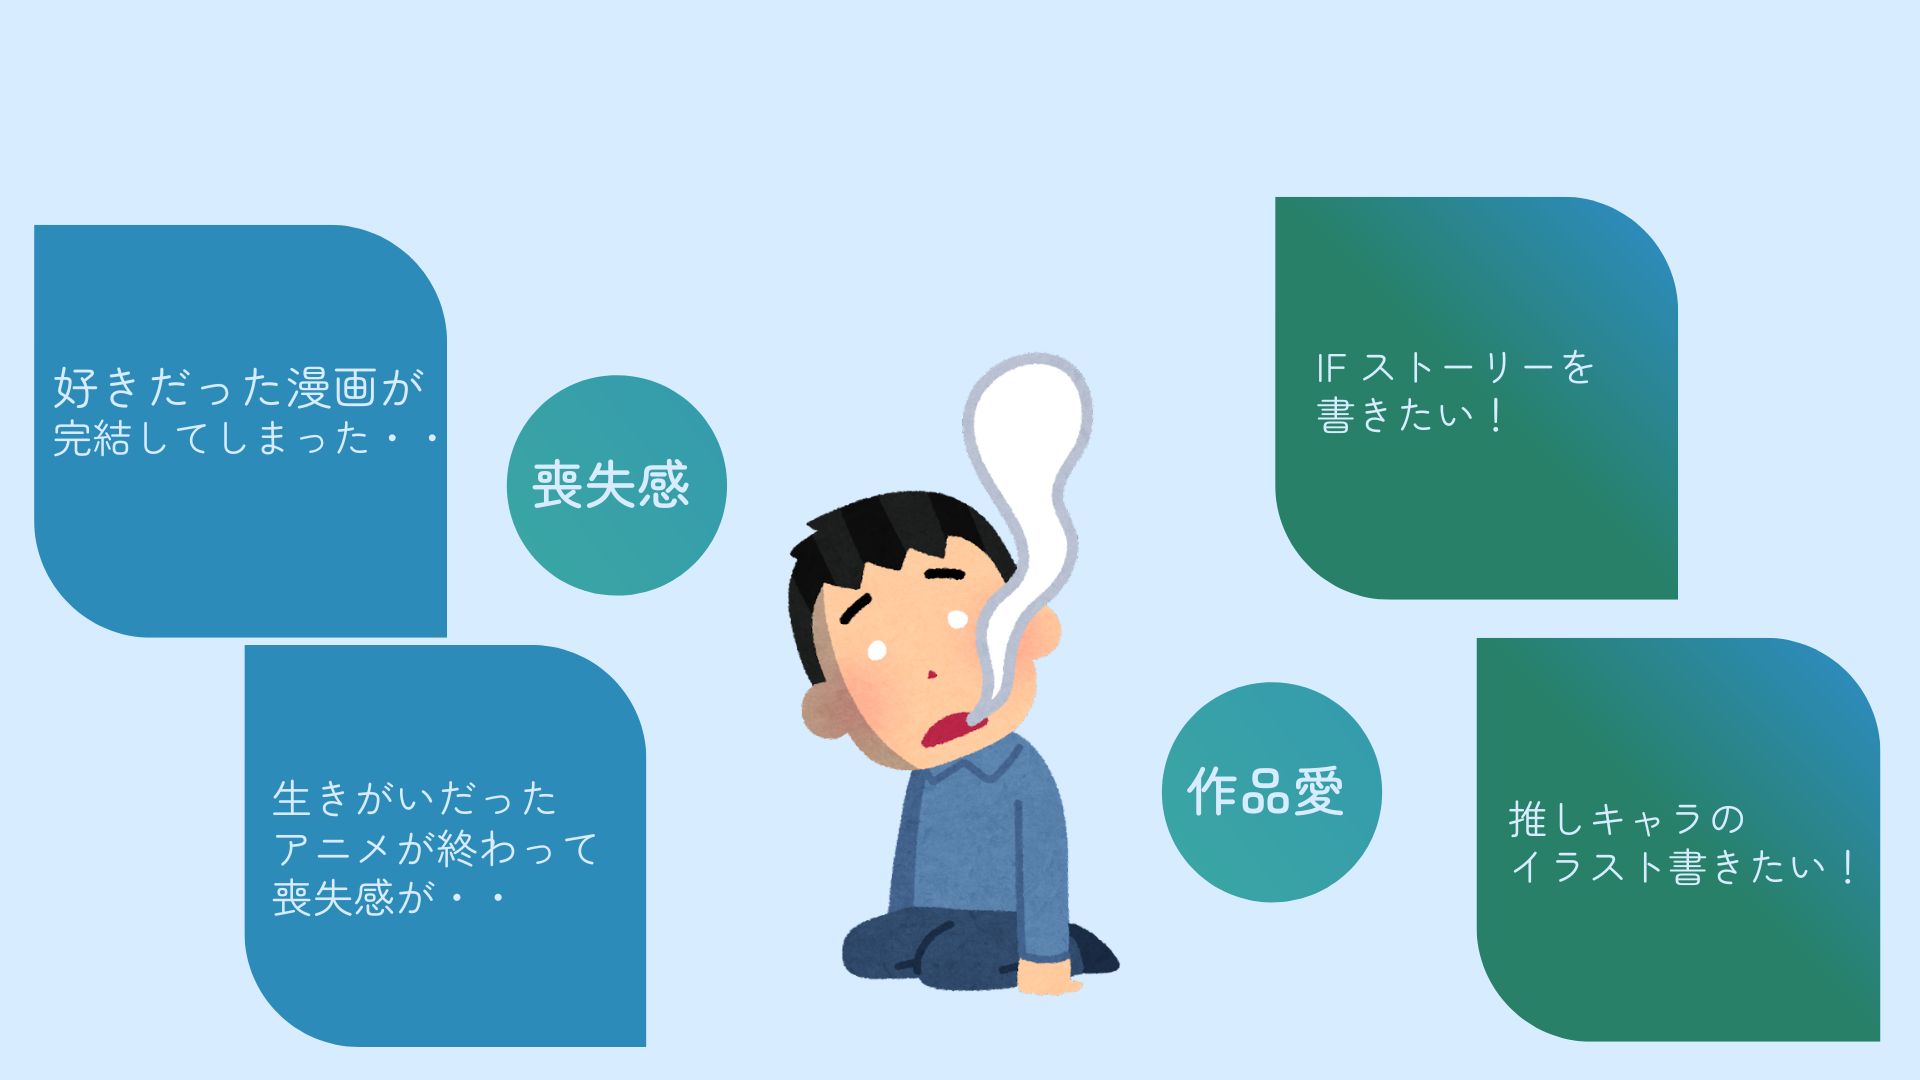 好きだった漫画が
完結してしまった・・
喪失感
生きがいだった
アニメが終わって
喪失感が・・
IFストーリーを
書きたい！
作品愛
推しキャラの
イラスト書きたい！